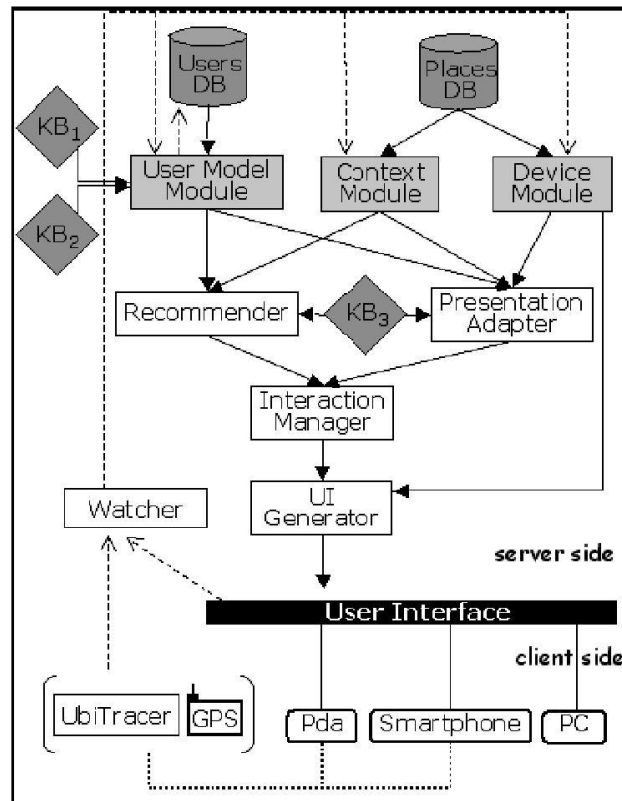 Users
DB
Places
DB
KB1
KB2
User Model
Module
Context
Module
Device
Module
Recommender
KB3
Presentation
Adapter
Interaction
Manager
Watcher
UI
Generator
server side
User Interface
client side
UbiTracer
GPS
Pda
Smartphone
PC